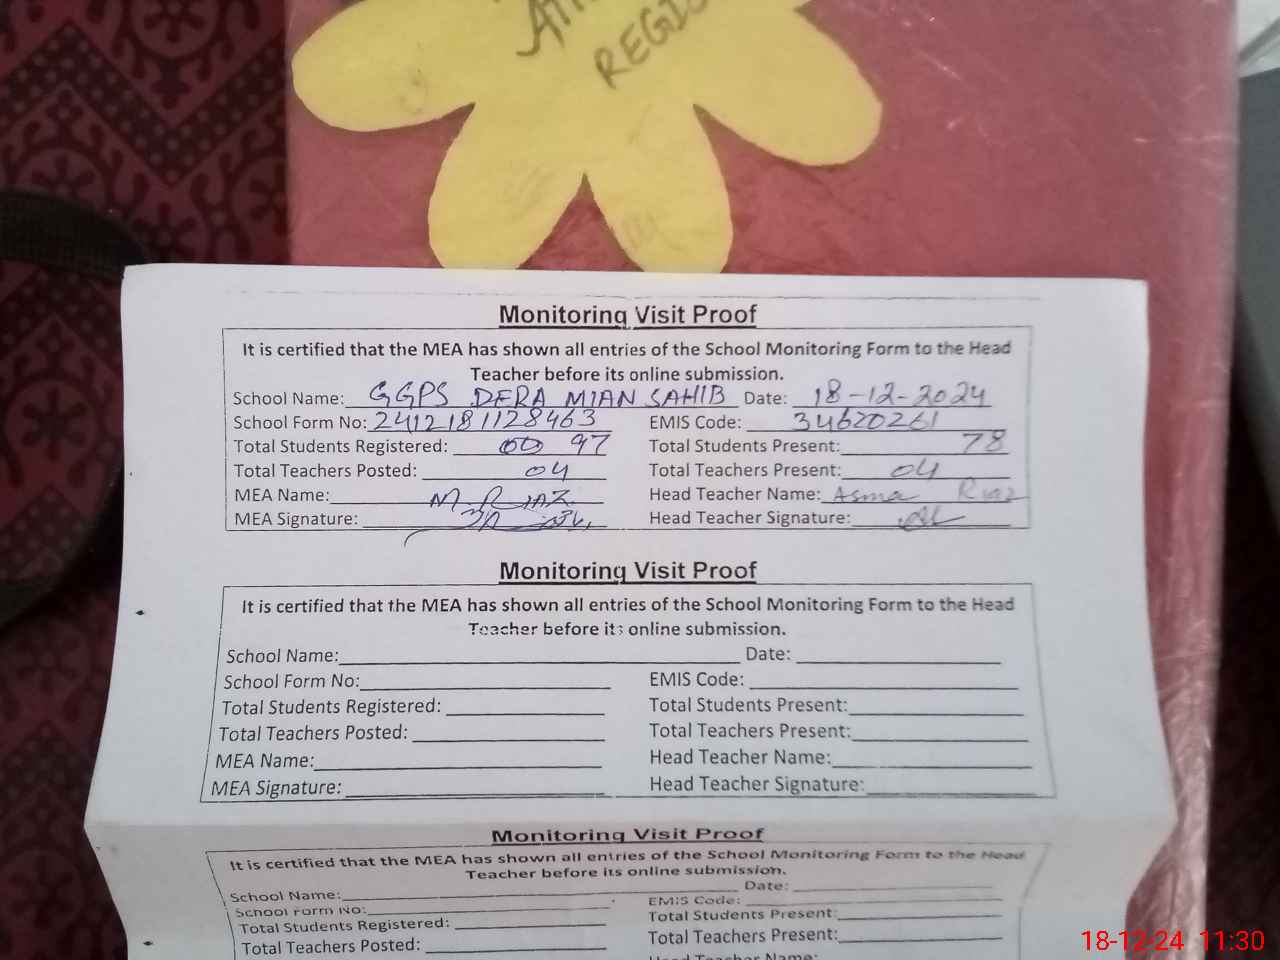 REGIS
Monitoring Visit Proof
It is certified that the MEA has shown all entries of the School Monitoring Form to the Head
Teacher before its online submission.
School Name: GGPS DERA MIAN SAHIB Date: 18-12-2024
School Form No: 2412181128463 EMIS Code: 34620261
Total Students Registered: 97 Total Students Present: 78
Total Teachers Posted: 04 Total Teachers Present: 04
MEA Name: M RIAZ Head Teacher Name: Asma Riaz
MEA Signature: Head Teacher Signature:
Monitoring Visit Proof
It is certified that the MEA has shown all entries of the School Monitoring Form to the Head
Teacher before its online submission.
School Name: Date:
School Form No: EMIS Code:
Total Students Registered: Total Students Present:
Total Teachers Posted: Total Teachers Present:
MEA Name: Head Teacher Name:
MEA Signature: Head Teacher Signature:
Monitoring Visit Proof
It is certified that the MEA has shown all entries of the School Monitoring Form to the Head
Teacher before its online submission.
School Name: Date:
School Form No: EMIS Code:
Total Students Registered: Total Students Present:
Total Teachers Posted: Total Teachers Present:
Head Teacher Name:
18-12-24 11:30